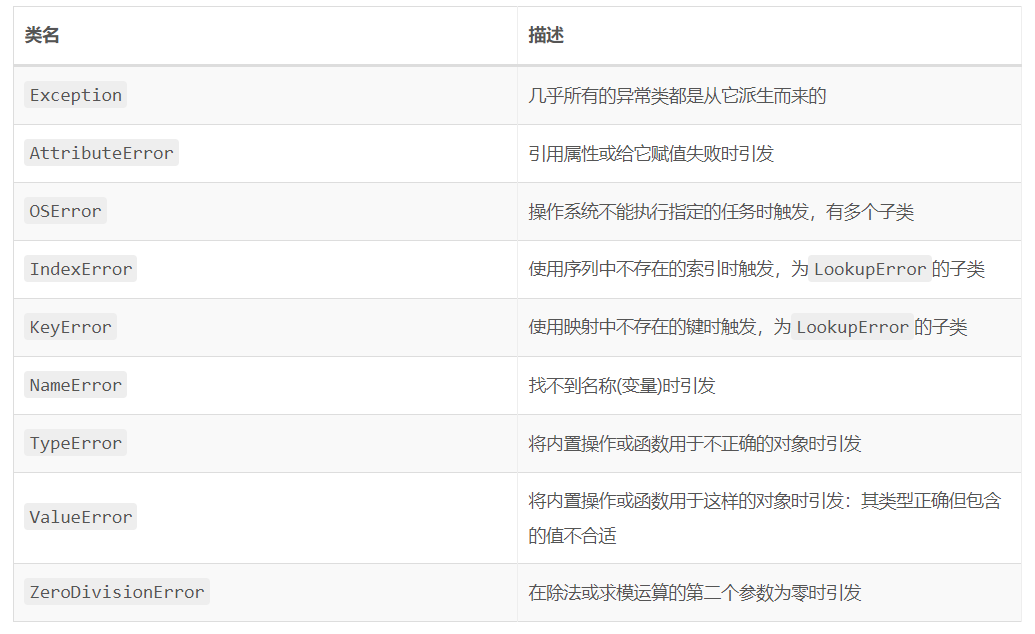 类名 描述
Exception 几乎所有的异常类都是从它派生而来的
AttributeError 引用属性或给它赋值失败时引发
OSError 操作系统不能执行指定的任务时触发，有多个子类
IndexError 使用序列中不存在的索引时触发，为 LookupError 的子类
KeyError 使用映射中不存在的键时触发，为 LookupError 的子类
NameError 找不到名称(变量)时引发
TypeError 将内置操作或函数用于不正确的对象时引发
ValueError 将内置操作或函数用于这样的对象时引发：其类型正确但包含
的值不合适
ZeroDivisionError 在除法或求模运算的第二个参数为零时引发